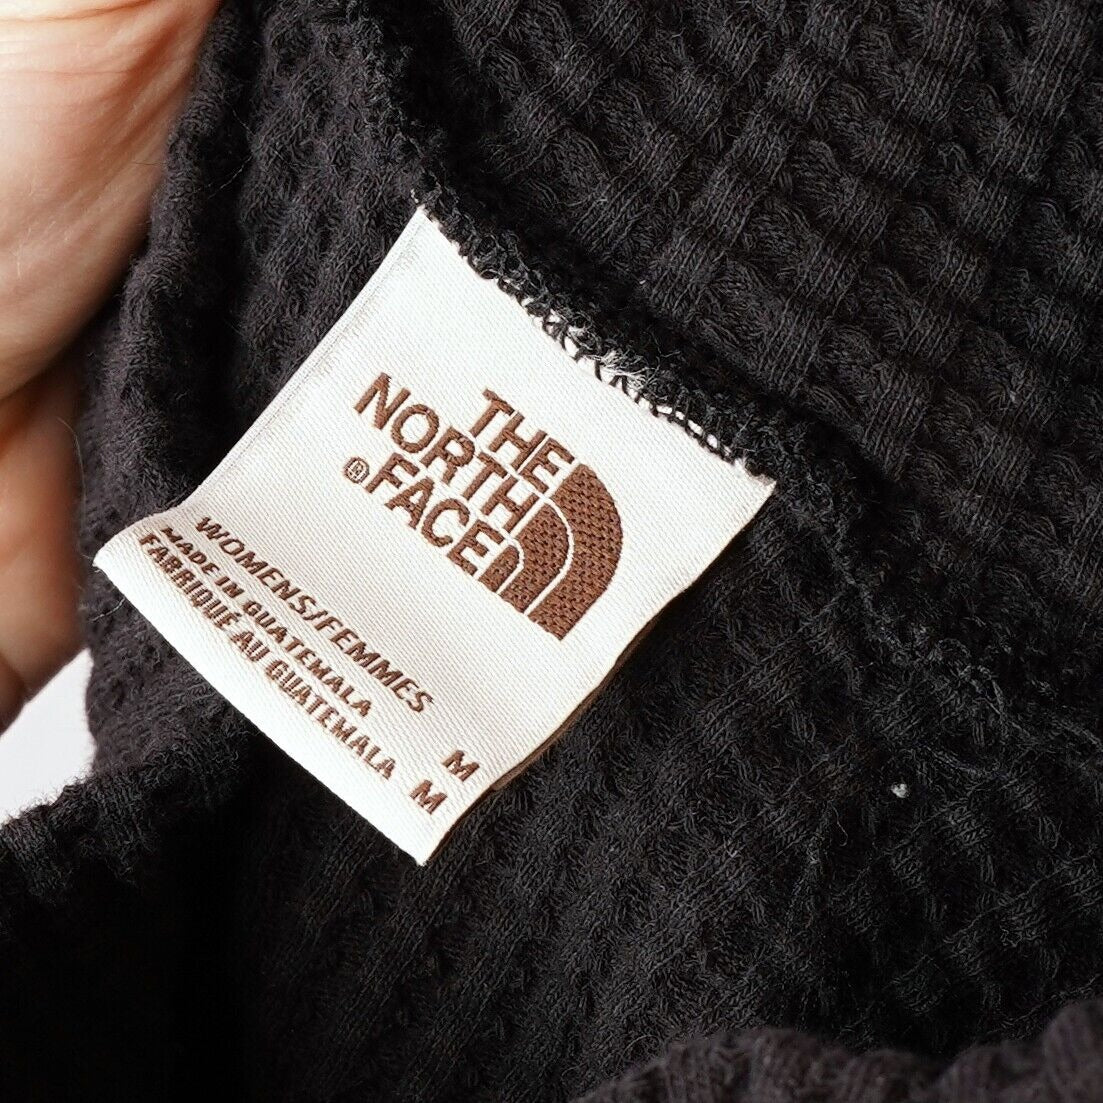 THE
NORTH
®FACE
WOMENS/FEMMES
MADE IN GUATEMALA M
FABRIQUÉ AU GUATEMALA M